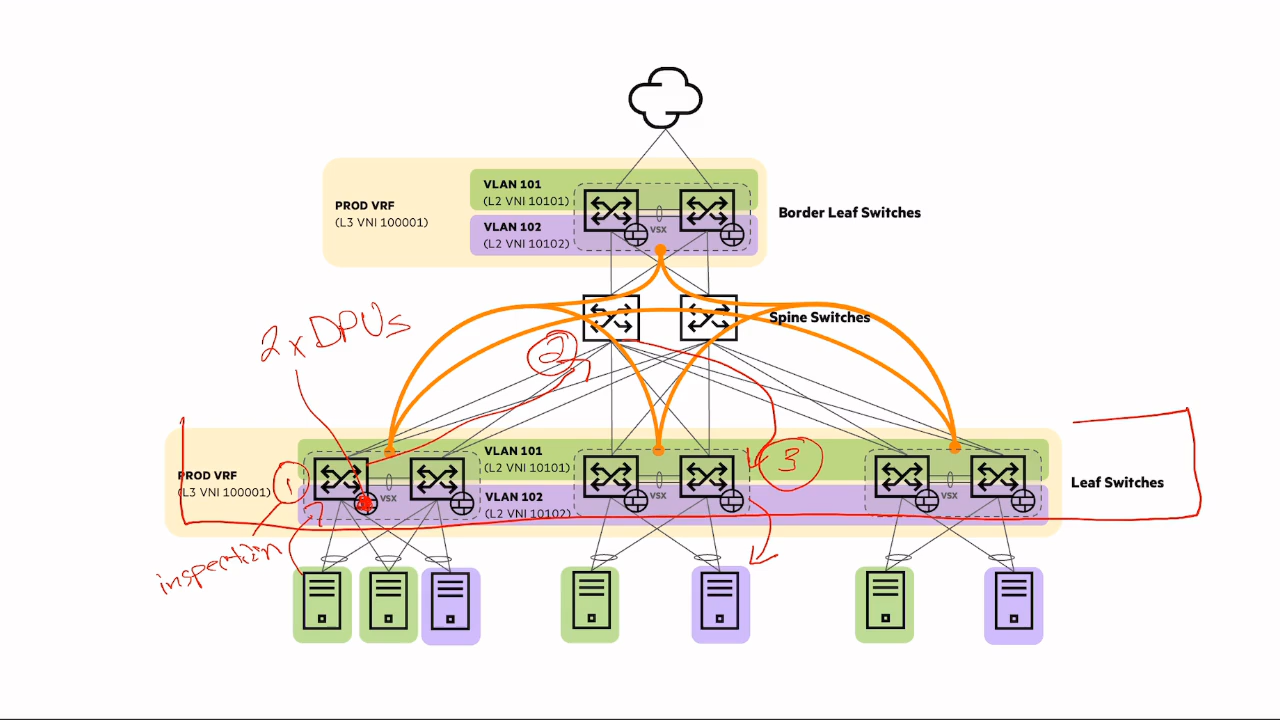 VLAN 101
(L2 VNI 10101)
PROD VRF
(L3 VNI 100001)
VLAN 102
(L2 VNI 10102)
VSX
Border Leaf Switches
2 x DPUs
2
Spine Switches
PROD VRF
(L3 VNI 100001)
1
VSX
VLAN 101
(L2 VNI 10101)
VLAN 102
(L2 VNI 10102)
VSX
3
VSX
Leaf Switches
inspection